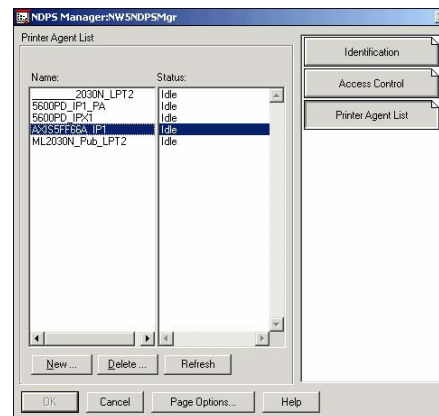 NDPS Manager:NW5NDPSMgr
Printer Agent List
Identification
Access Control
Printer Agent List
Name: Status:
_______2030N_LPT2 Idle
5600PD_IP1_PA Idle
5600PD_IPX1 Idle
AXIS5FF66A_IP1 Idle
ML2030N_Pub_LPT2 Idle
New ... Delete ... Refresh
OK Cancel Page Options... Help